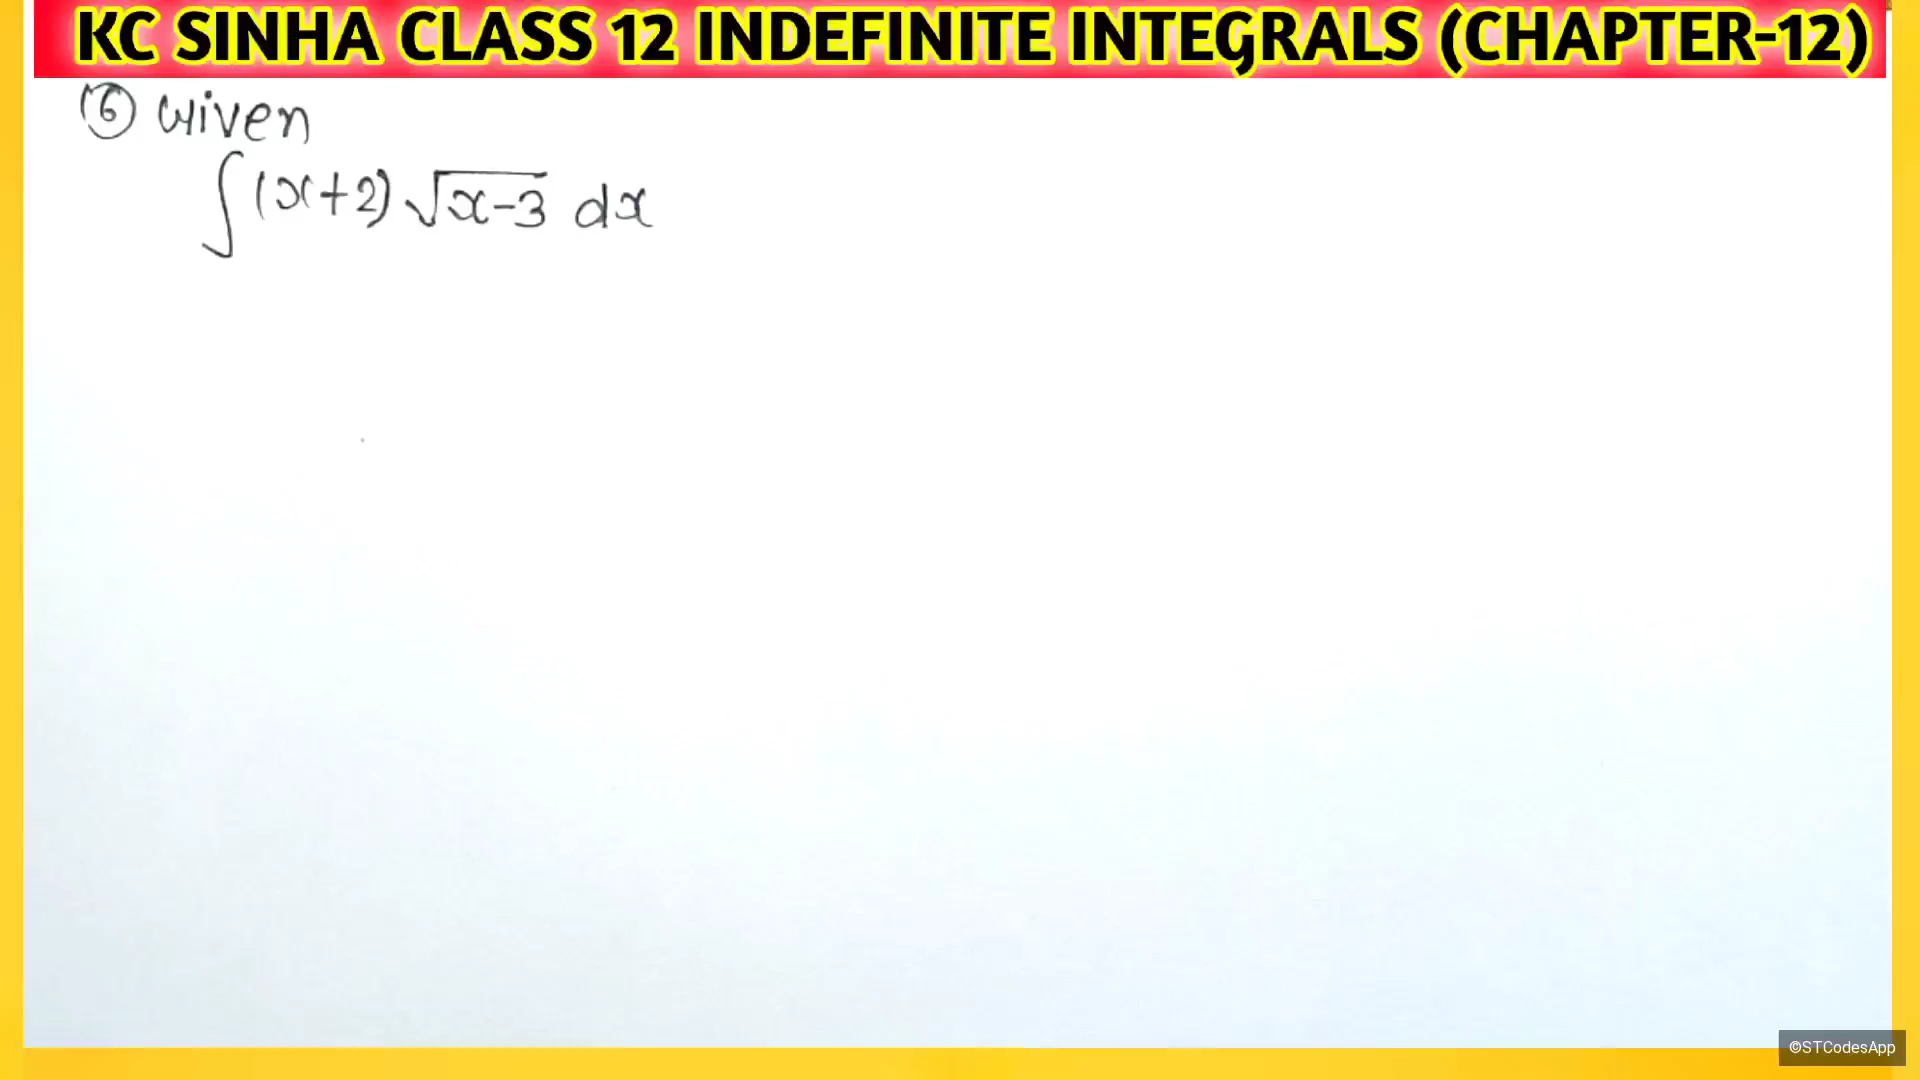 KC SINHA CLASS 12 INDEFINITE INTEGRALS (CHAPTER-12)
⑥ Given
∫(x+2) √(x-3) dx
©STCodesApp